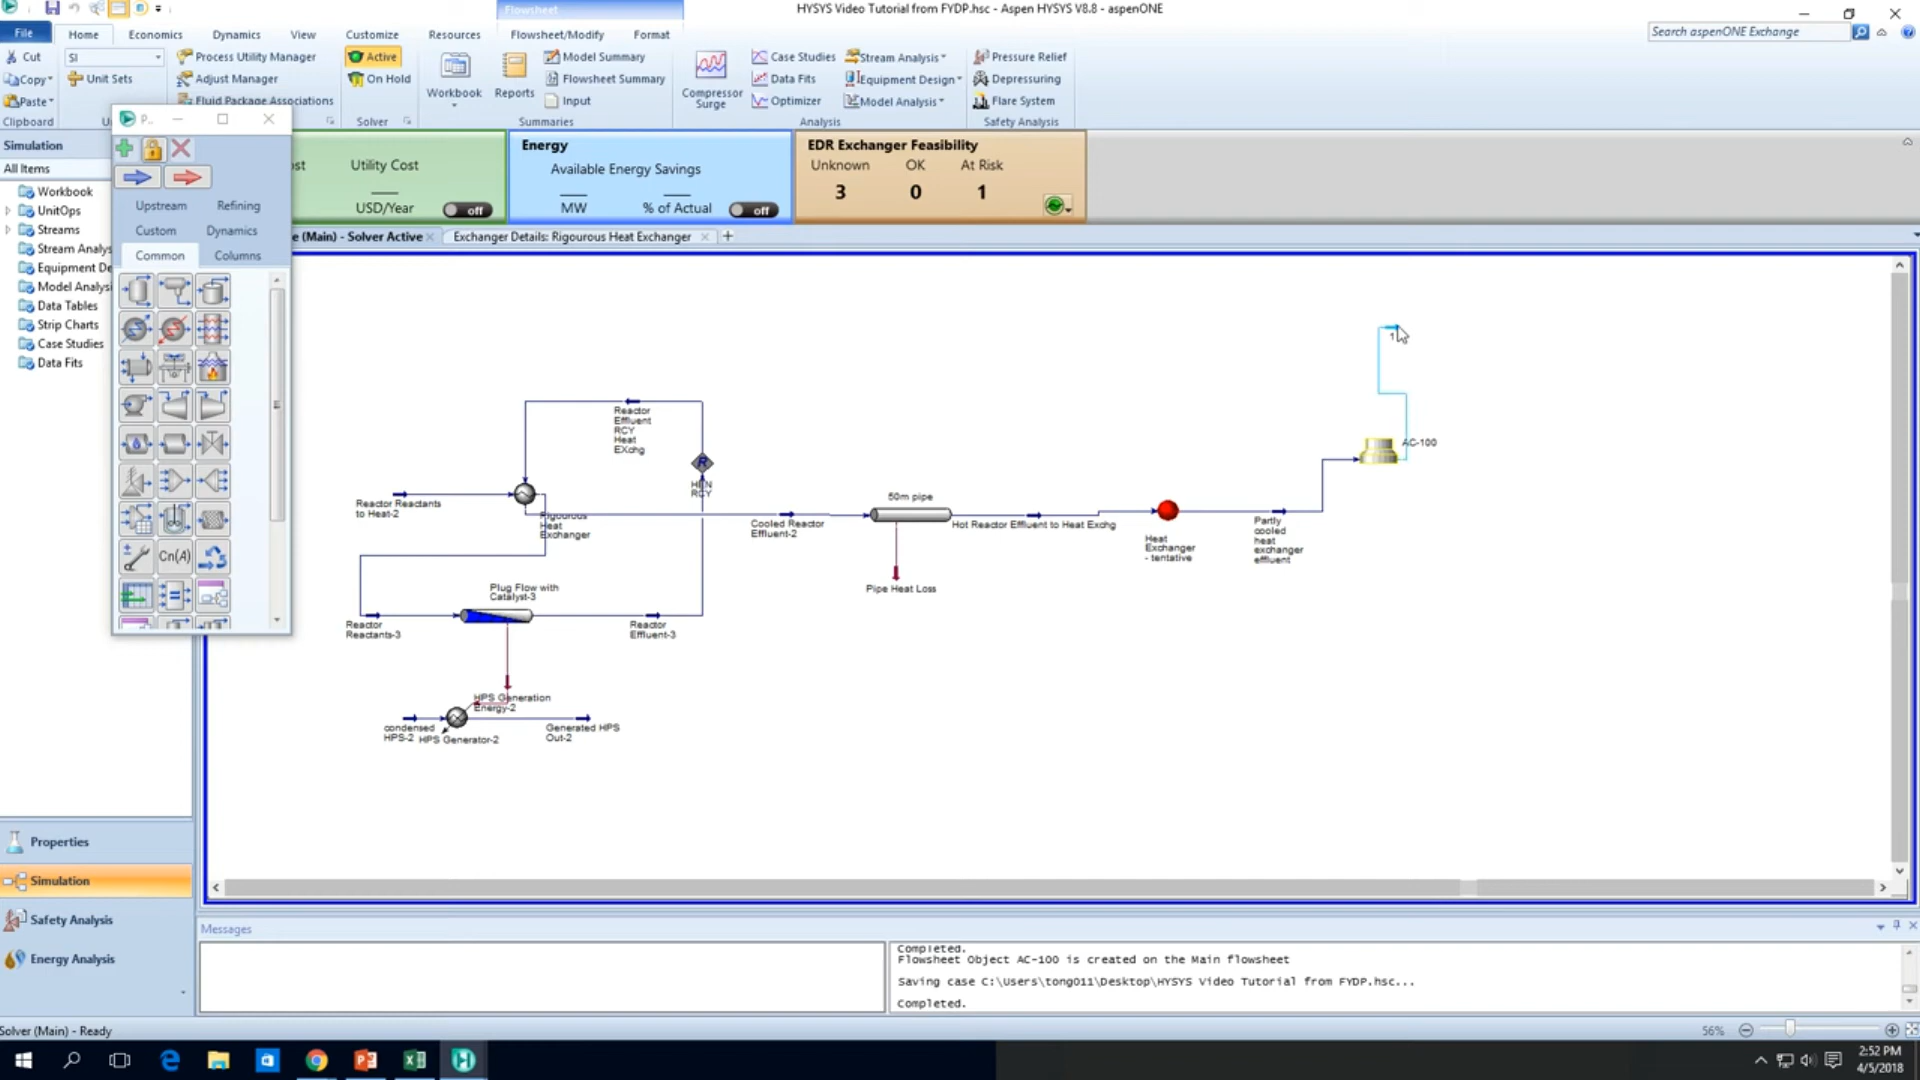 HYSYS Video Tutorial from FYDP.hsc - Aspen HYSYS V8.8 - aspenONE
Flowsheet
File Home Economics Dynamics View Customize Resources Flowsheet/Modify Format
Search aspenONE Exchange
Cut
Copy
Paste
Clipboard
SI
Unit Sets
Process Utility Manager
Adjust Manager
Fluid Package Associations
Active
On Hold
Solver
Workbook
Reports
Model Summary
Flowsheet Summary
Input
Summaries
Compressor
Surge
Case Studies
Data Fits
Optimizer
Stream Analysis
Equipment Design
Model Analysis
Analysis
Pressure Relief
Depressuring
Flare System
Safety Analysis
Simulation
All Items
Workbook
UnitOps
Streams
Stream Analys
Equipment De
Model Analysi
Data Tables
Strip Charts
Case Studies
Data Fits
P..
Upstream Refining
Custom Dynamics
Common Columns
Cn(A)
Utility Cost
USD/Year off
Energy
Available Energy Savings
MW % of Actual off
EDR Exchanger Feasibility
Unknown OK At Risk
3 0 1
e (Main) - Solver Active
Exchanger Details: Rigourous Heat Exchanger
1
AC-100
Reactor
Effluent
RCY
Heat
EXchg
R
RCY
Reactor Reactants
to Heat-2
Rigourous
Heat
Exchanger
Cooled Reactor
Effluent-2
50m pipe
Hot Reactor Effluent to Heat Exchg
Heat
Exchanger
- tentative
Partly
cooled
heat
exchanger
effluent
Pipe Heat Loss
Plug Flow with
Catalyst-3
Reactor
Reactants-3
Reactor
Effluent-3
HPS Generation
Energy-2
condensed
HPS-2
HPS Generator-2
Generated HPS
Out-2
Properties
Simulation
Safety Analysis
Energy Analysis
Messages
Completed.
Flowsheet Object AC-100 is created on the Main flowsheet
Saving case C:\Users\tong011\Desktop\HYSYS Video Tutorial from FYDP.hsc...
Completed.
Solver (Main) - Ready
56%
2:52 PM
4/5/2018